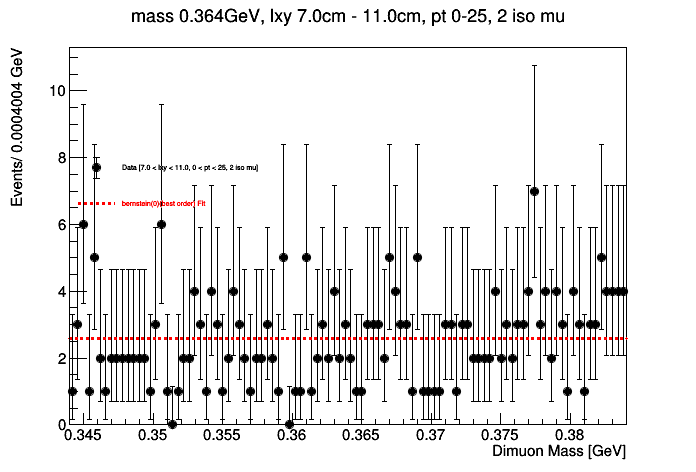 mass 0.364GeV, lxy 7.0cm - 11.0cm, pt 0-25, 2 iso mu
Events/ 0.0004004 GeV
10
8
Data [7.0 < lxy < 11.0, 0 < pt < 25, 2 iso mu]
bernstein(0)(best order) Fit
6
4
2
0
0.345 0.35 0.355 0.36 0.365 0.37 0.375 0.38
Dimuon Mass [GeV]